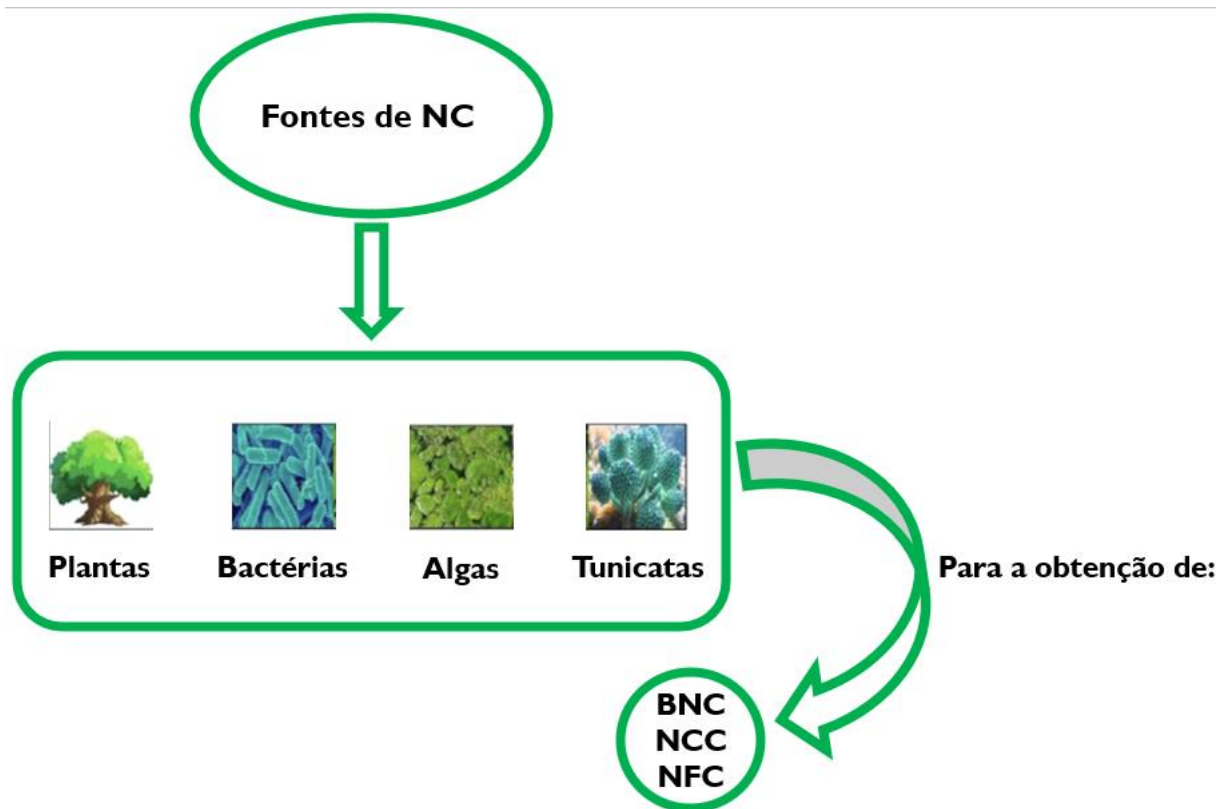 Fontes de NC
Plantas
Bactérias
Algas
Tunicatas
Para a obtenção de:
BNC
NCC
NFC